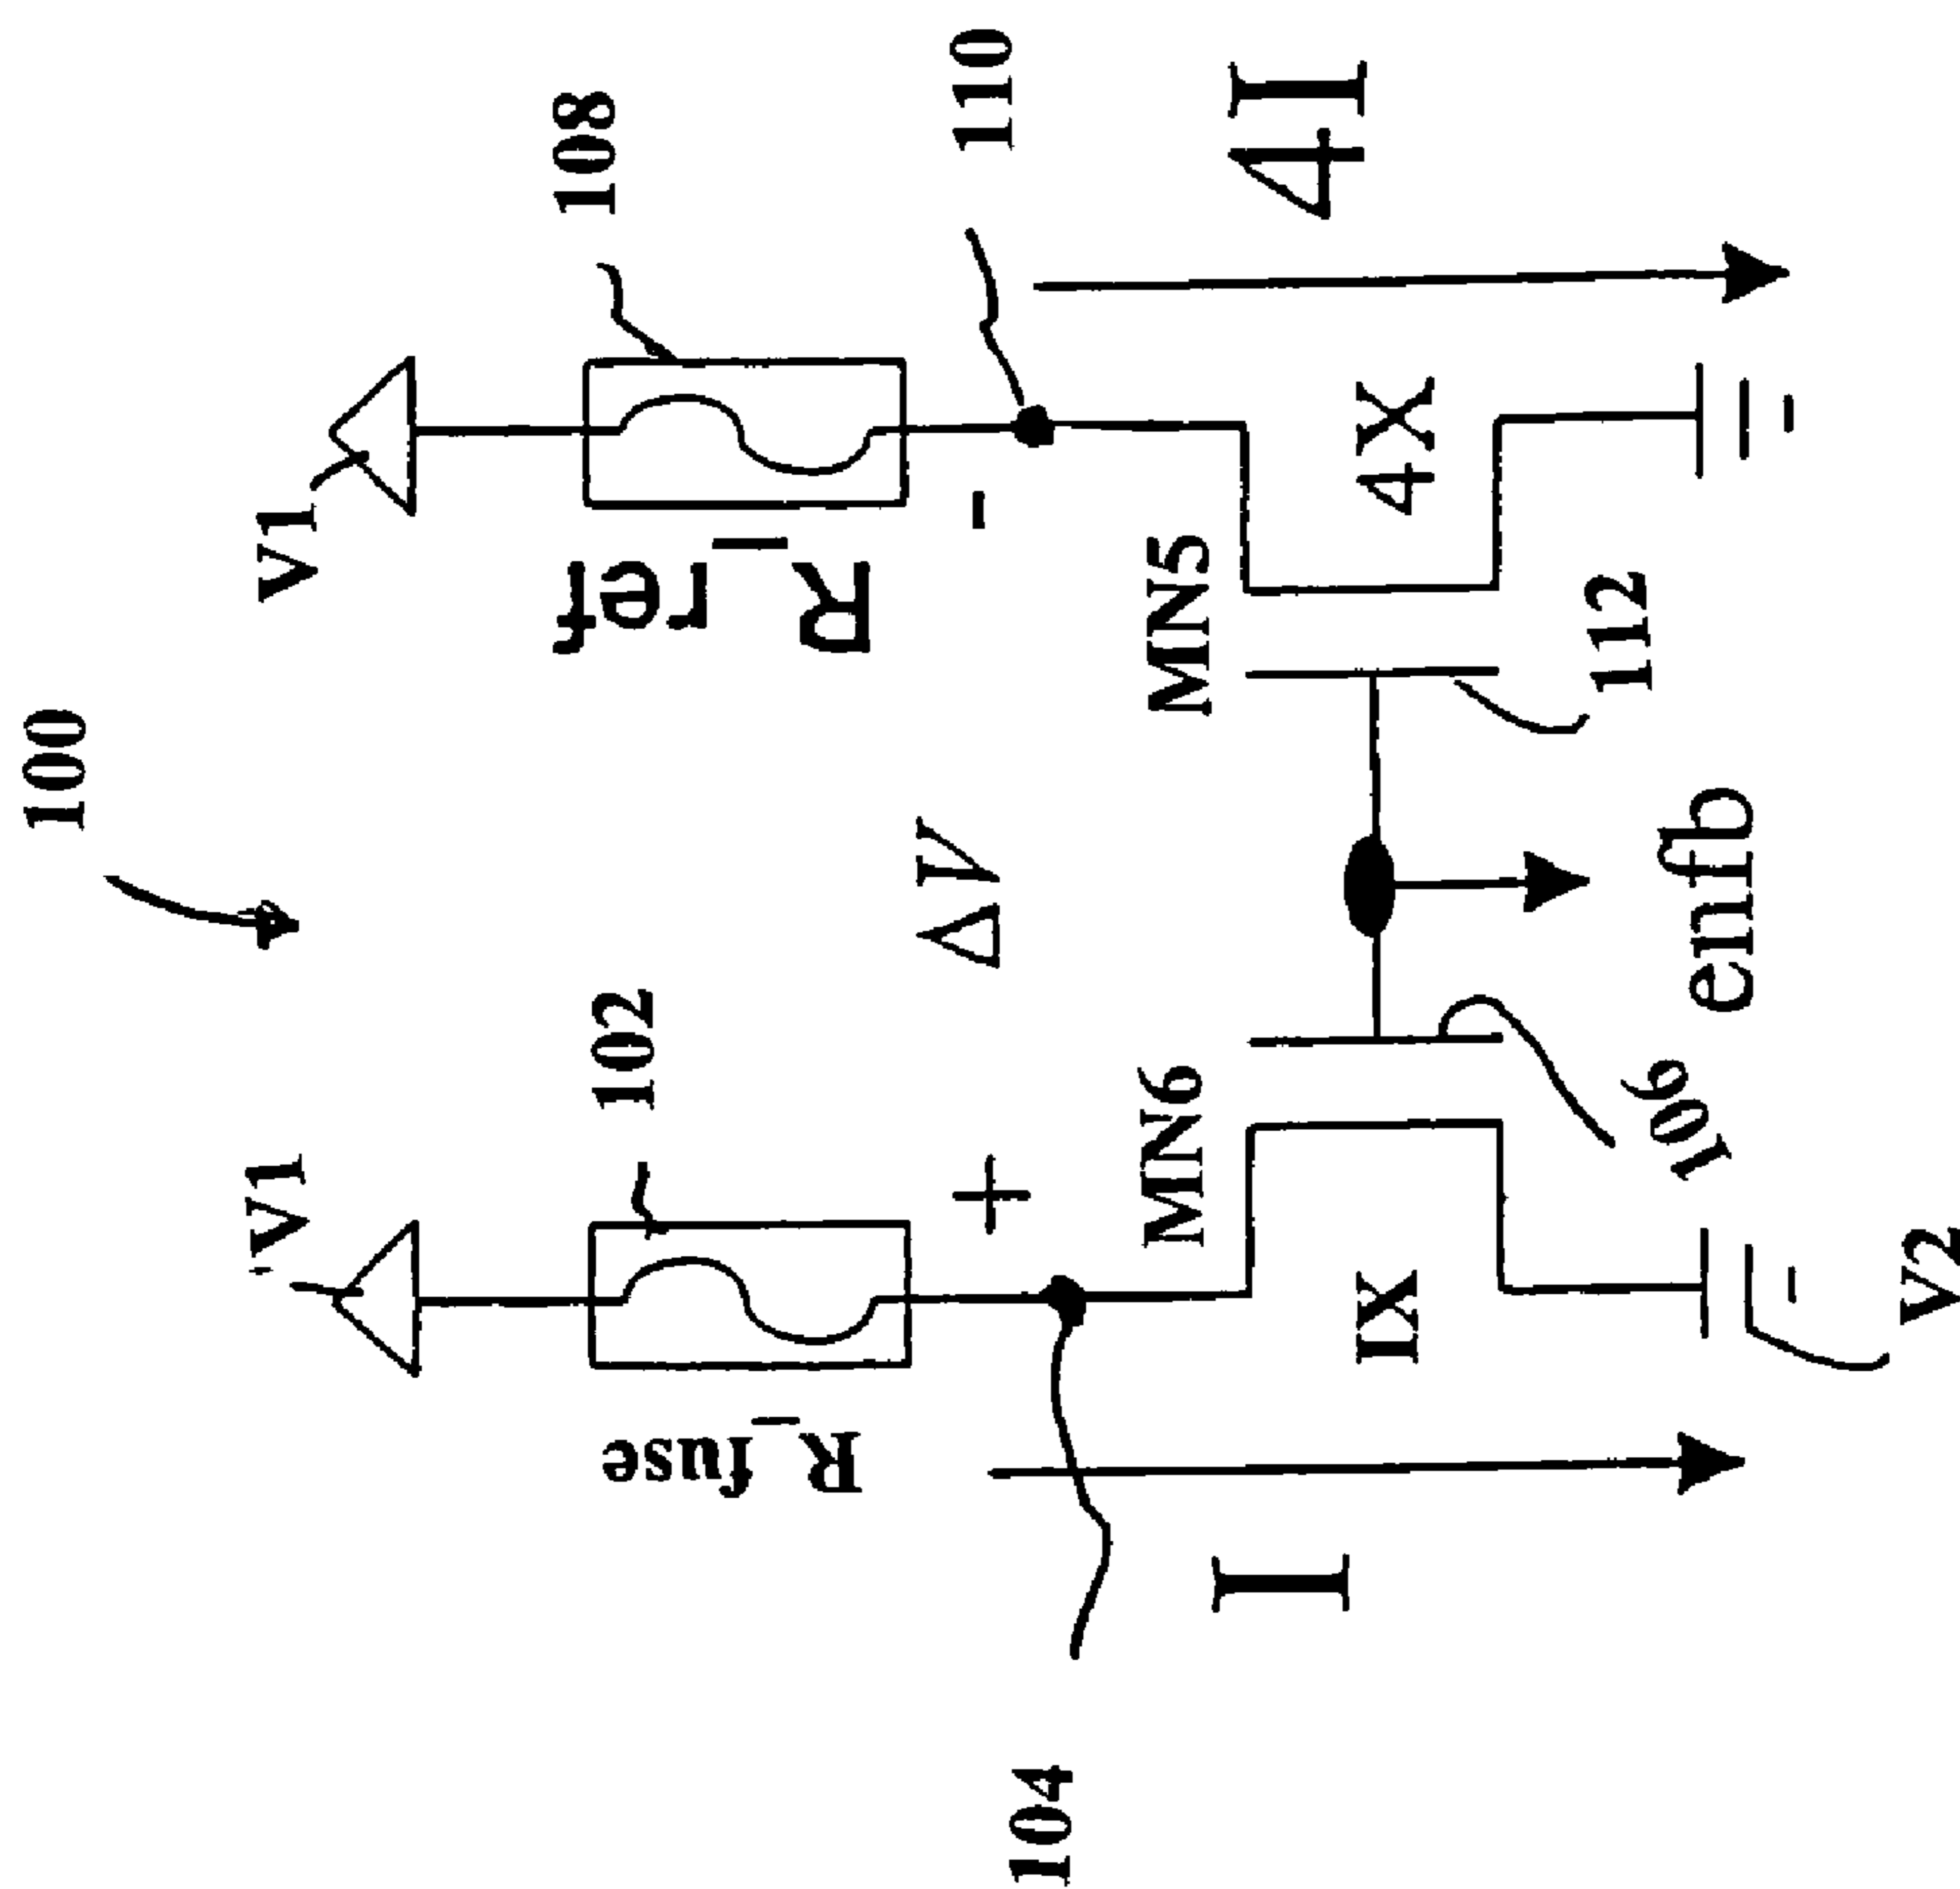 100
108
110
V1
R_ref
4I
102
ΔV
V1
MN5
4X
112
MN6
enfb
106
R_fuse
1X
V2
I
104
+
-